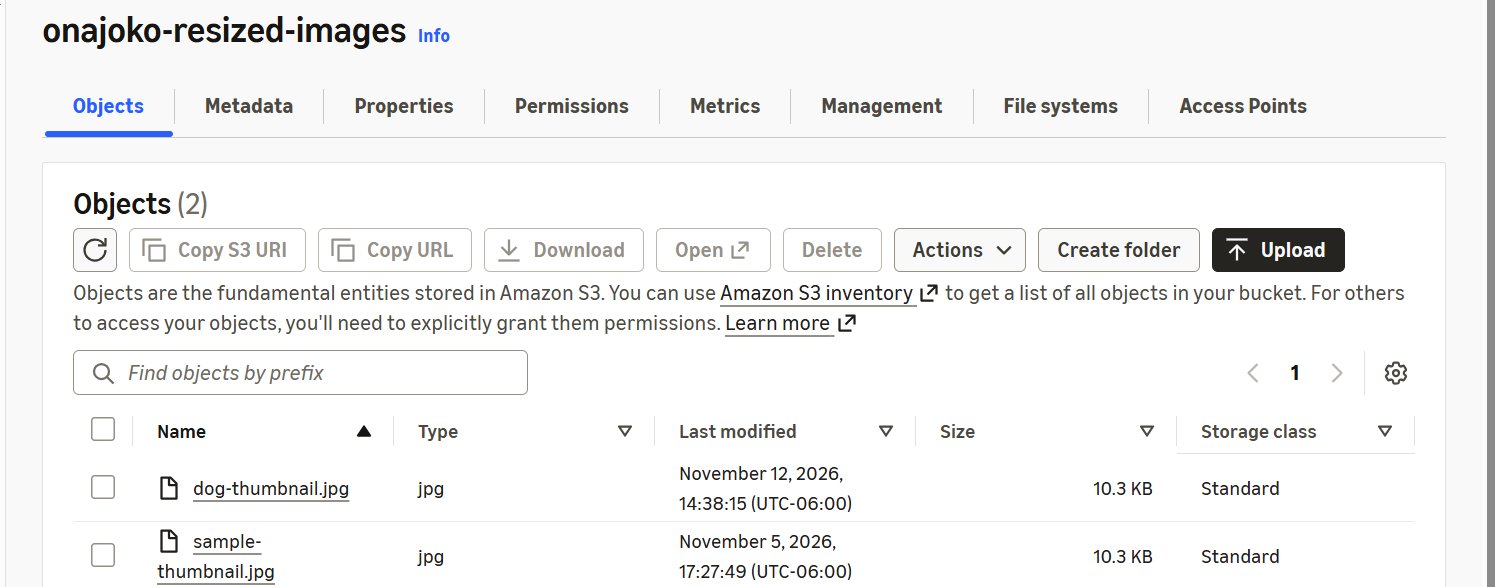 onajoko-resized-images Info
Objects Metadata Properties Permissions Metrics Management File systems Access Points
Objects (2)
Copy S3 URI Copy URL Download Open Delete Actions Create folder Upload
Objects are the fundamental entities stored in Amazon S3. You can use Amazon S3 inventory to get a list of all objects in your bucket. For others
to access your objects, you'll need to explicitly grant them permissions. Learn more
Find objects by prefix 1
Name Type Last modified Size Storage class
dog-thumbnail.jpg jpg November 12, 2026, 10.3 KB Standard
14:38:15 (UTC-06:00)
sample- jpg November 5, 2026, 10.3 KB Standard
thumbnail.jpg 17:27:49 (UTC-06:00)